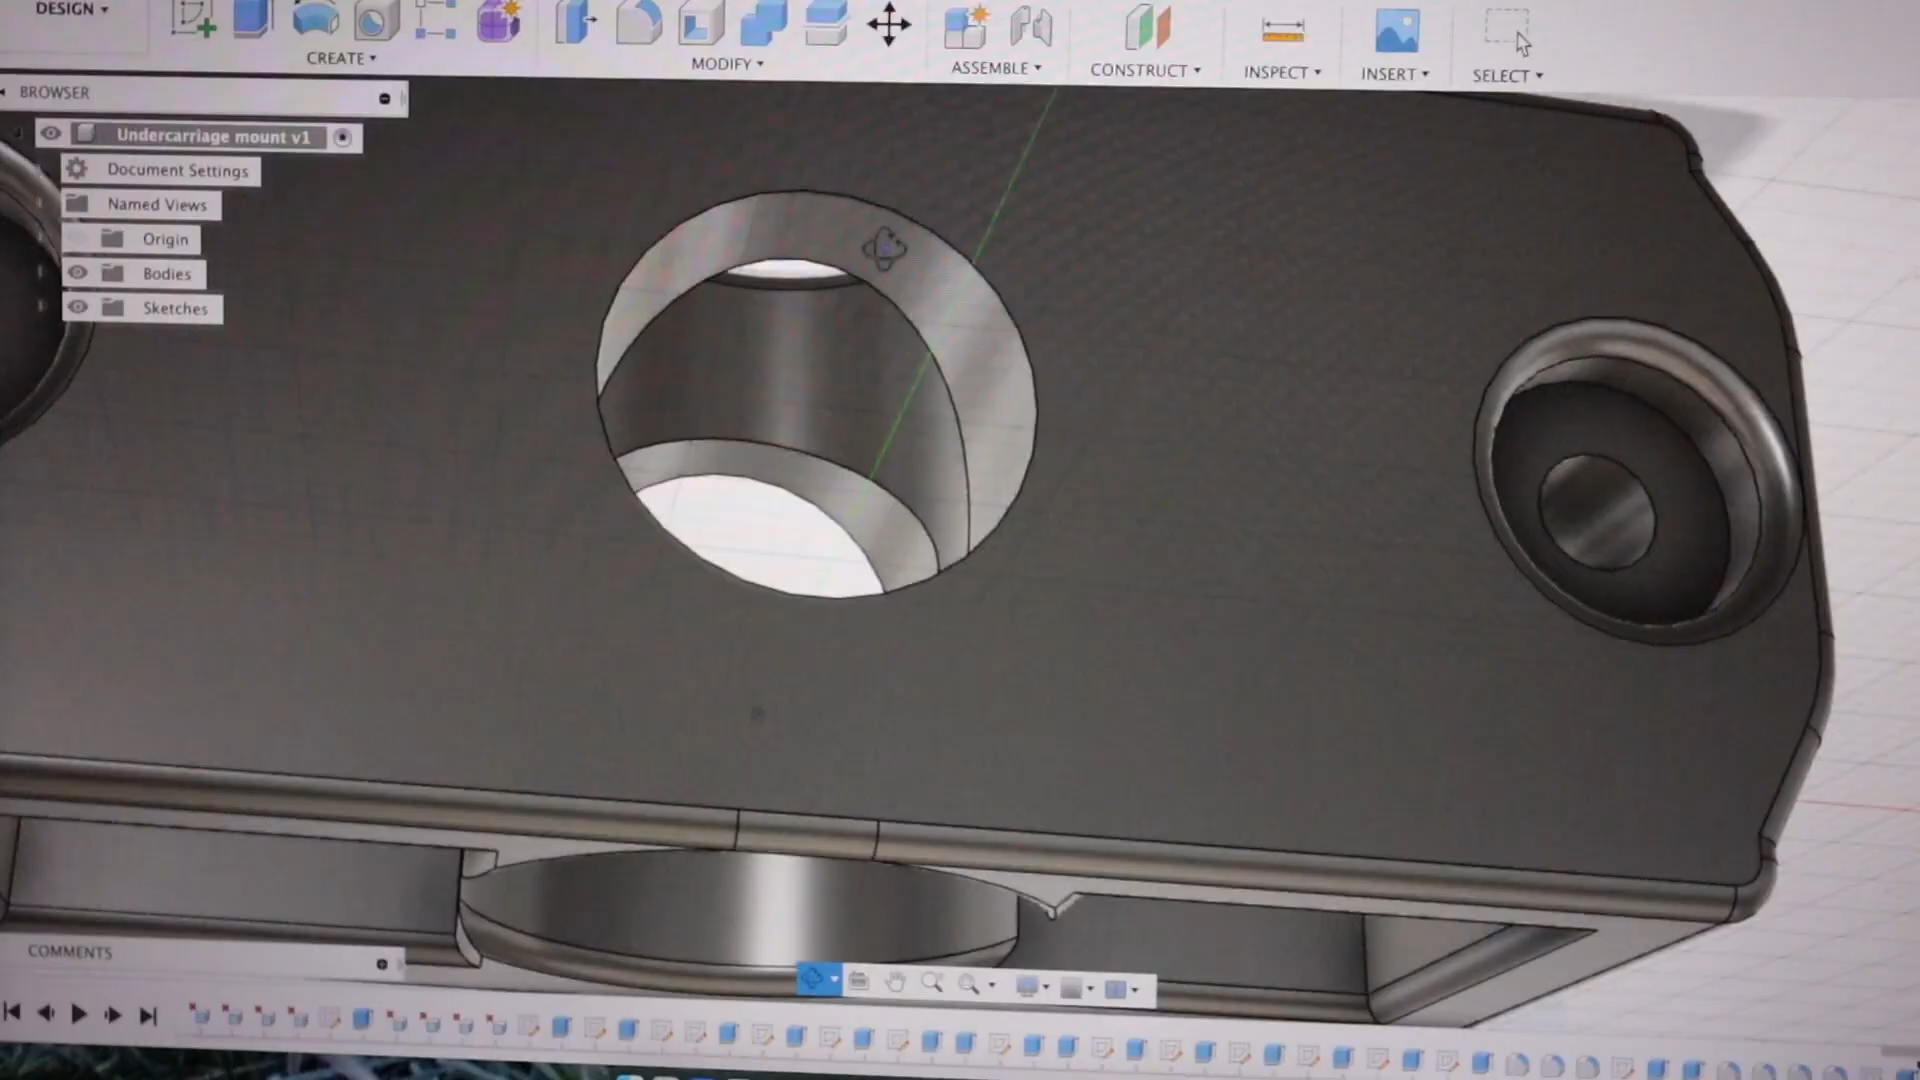 DESIGN
CREATE
MODIFY
ASSEMBLE
CONSTRUCT
INSPECT
INSERT
SELECT
BROWSER
Undercarriage mount v1
Document Settings
Named Views
Origin
Bodies
Sketches
COMMENTS